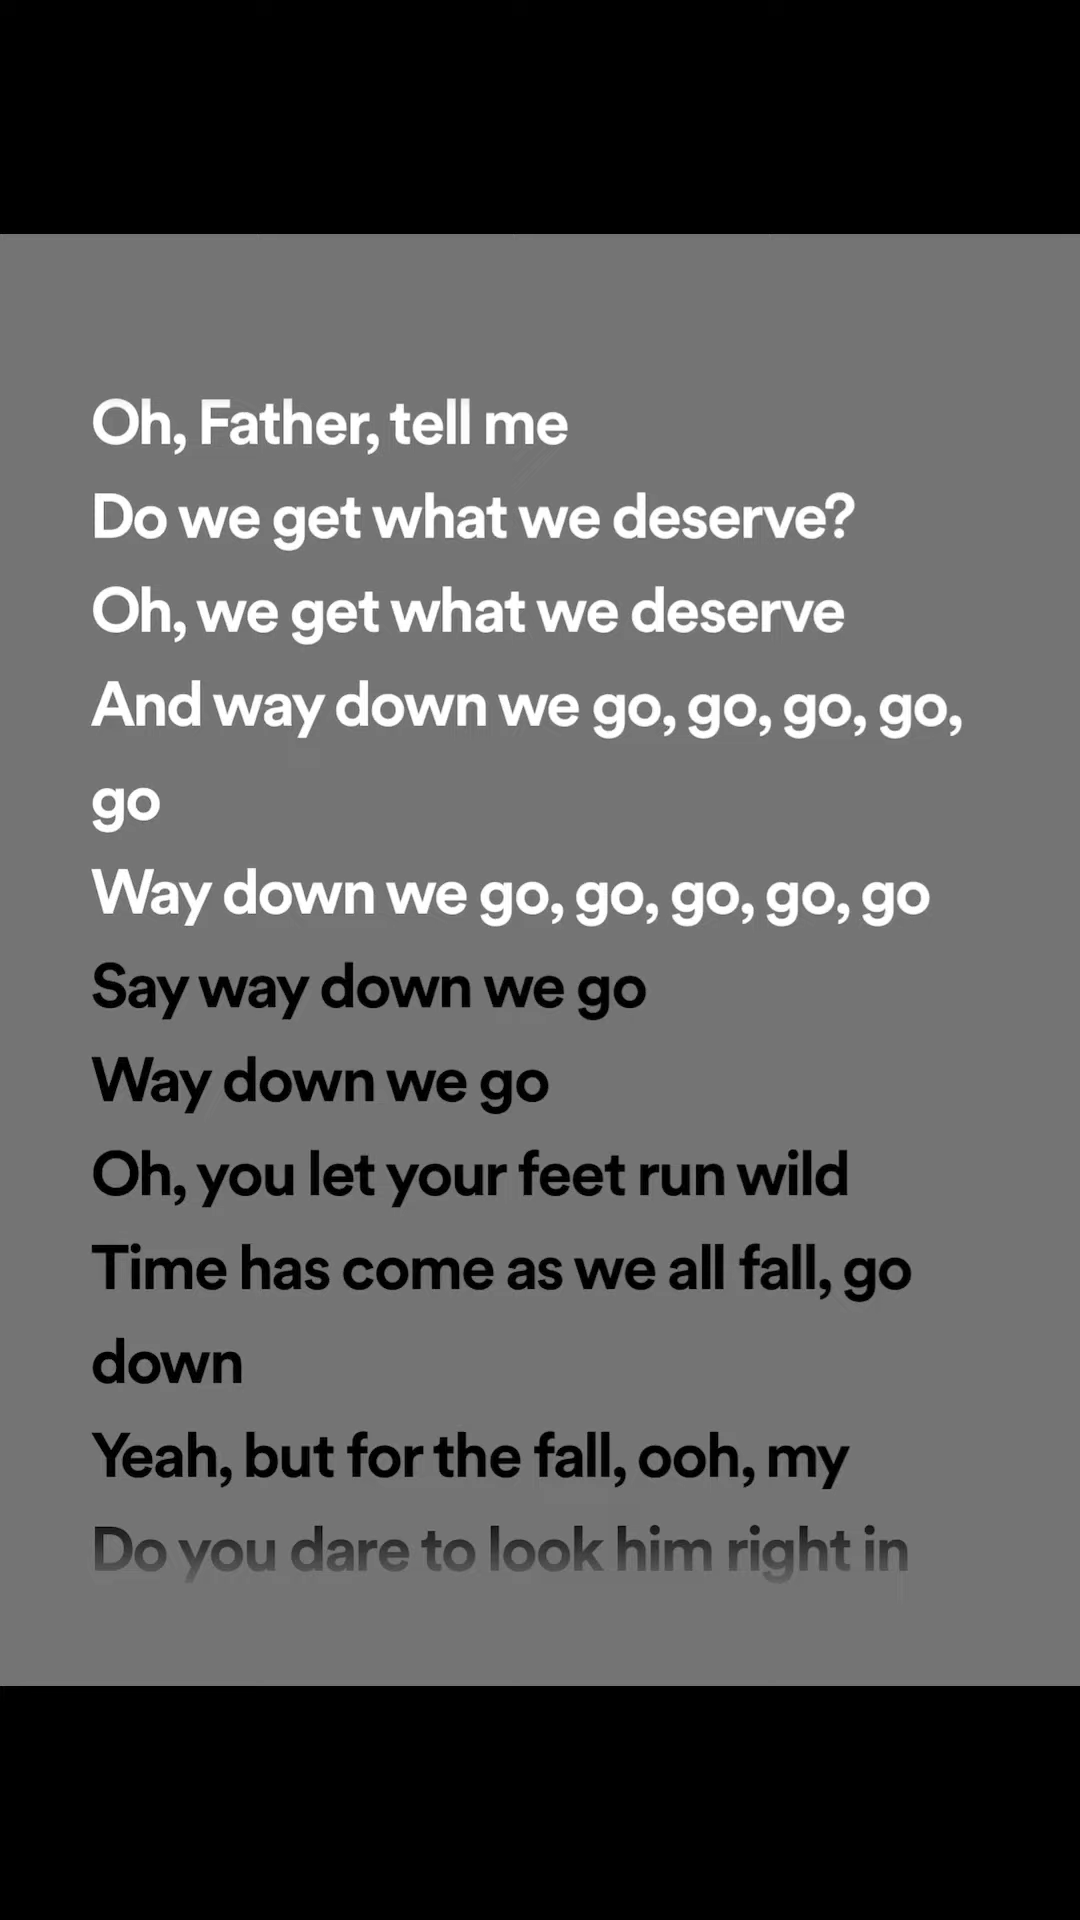 Oh, Father, tell me
Do we get what we deserve?
Oh, we get what we deserve
And way down we go, go, go, go,
go
Way down we go, go, go, go, go
Say way down we go
Way down we go
Oh, you let your feet run wild
Time has come as we all fall, go
down
Yeah, but for the fall, ooh, my
Do you dare to look him right in